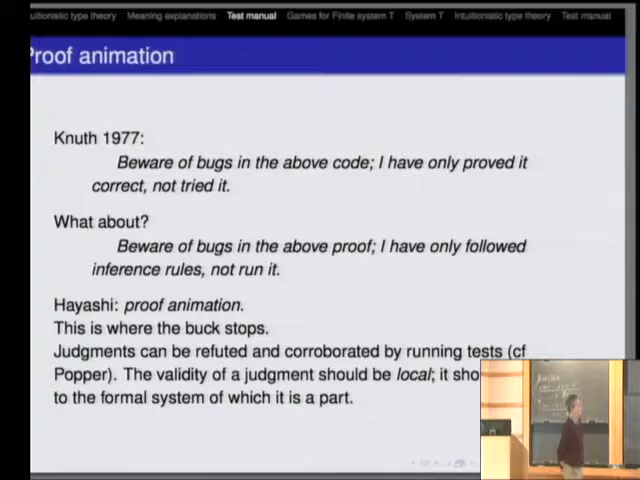 uitionistic type theory Meaning explanations Test manual Games for Finite system T System T Intuitionistic type theory Test manual
Proof animation
Knuth 1977:
Beware of bugs in the above code; I have only proved it
correct, not tried it.
What about?
Beware of bugs in the above proof; I have only followed
inference rules, not run it.
Hayashi: proof animation.
This is where the buck stops.
Judgments can be refuted and corroborated by running tests (cf
Popper). The validity of a judgment should be local; it sho
to the formal system of which it is a part.